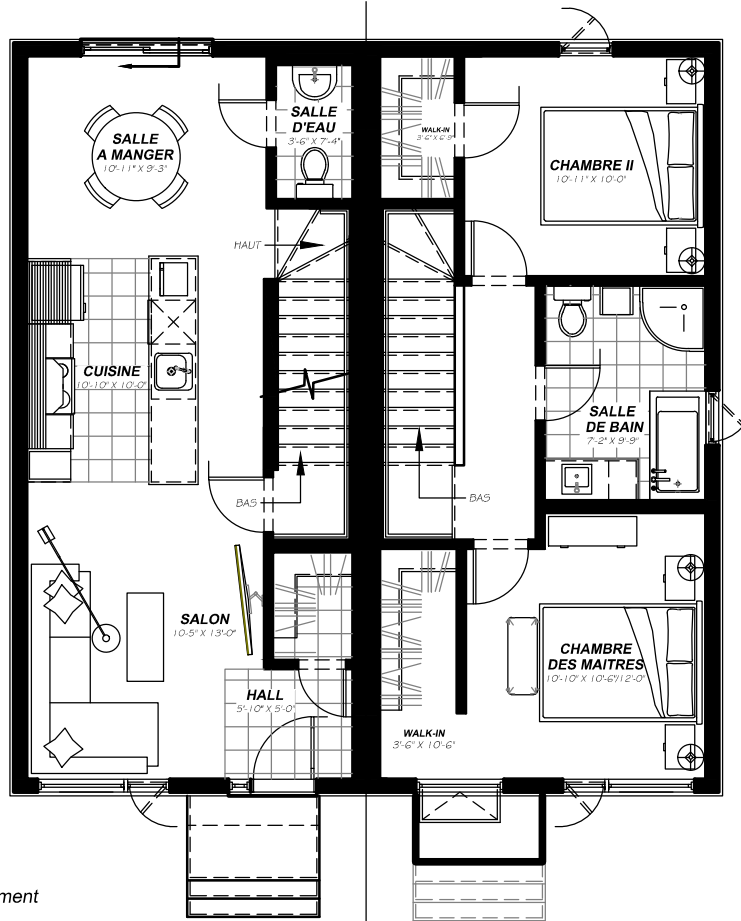 SALLE
A MANGER
10'-11" X 9'-3"
SALLE
D'EAU
3'-6" X 7'-4"
WALK-IN
3'-6" X 6'-9"
CHAMBRE II
10'-11" X 10'-0"
HAUT
CUISINE
10'-10" X 10'-0"
SALLE
DE BAIN
7'-2" X 9'-9"
BAS
BAS
SALON
10'-5" X 13'-0"
HALL
5'-10" X 5'-0"
CHAMBRE
DES MAITRES
10'-10" X 10'-6"/12'-0"
WALK-IN
3'-6" X 10'-6"
ment